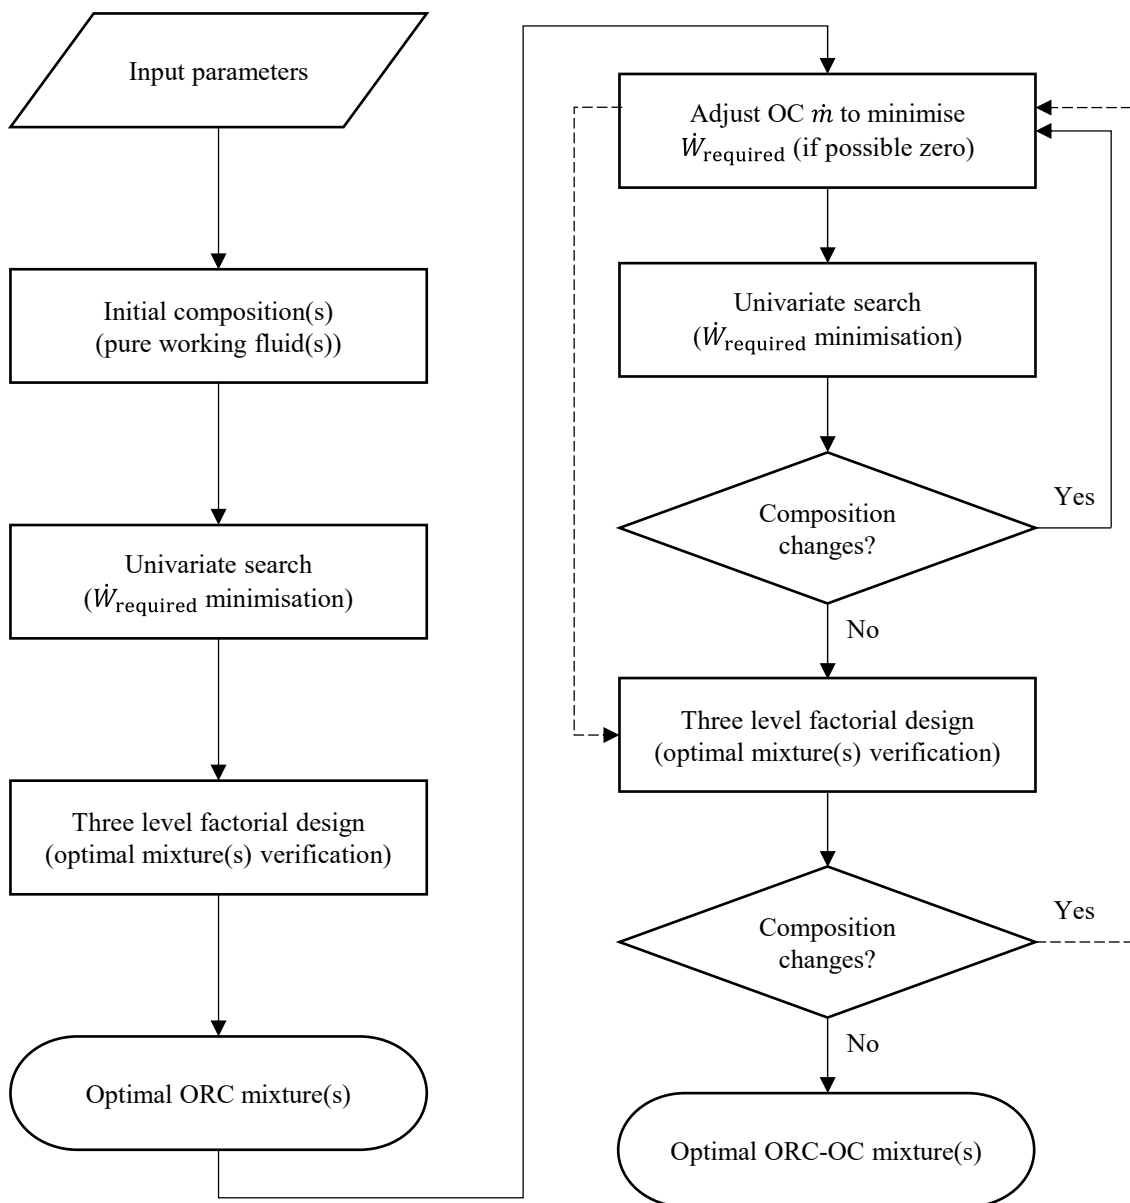 Input parameters
Initial composition(s)
(pure working fluid(s))
Univariate search
(Ẇrequired minimisation)
Three level factorial design
(optimal mixture(s) verification)
Optimal ORC mixture(s)
Adjust OC ṁ to minimise
Ẇrequired (if possible zero)
Univariate search
(Ẇrequired minimisation)
Composition
changes?
Yes
No
Three level factorial design
(optimal mixture(s) verification)
Composition
changes?
Yes
No
Optimal ORC-OC mixture(s)